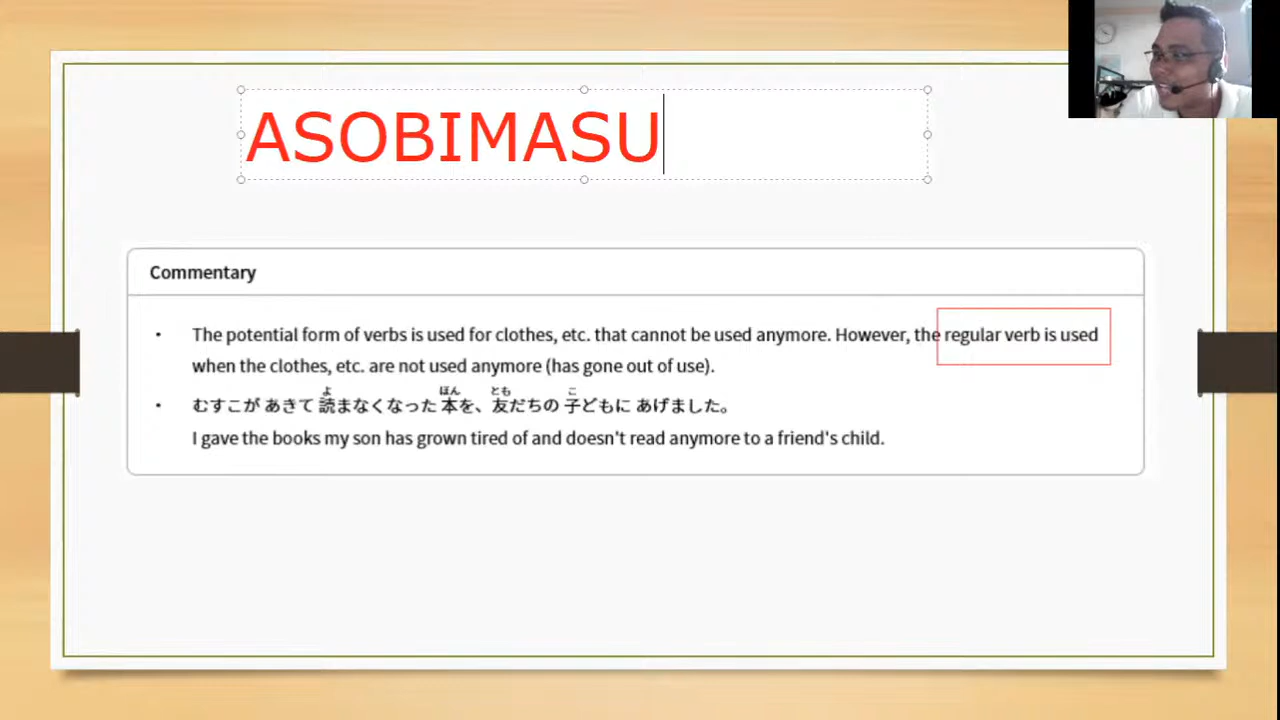 ASOBIMASU
Commentary
• The potential form of verbs is used for clothes, etc. that cannot be used anymore. However, the regular verb is used
when the clothes, etc. are not used anymore (has gone out of use).
よ ほん とも こ
• むすこが あきて 読まなくなった 本を、友だちの 子どもに あげました。
I gave the books my son has grown tired of and doesn't read anymore to a friend's child.